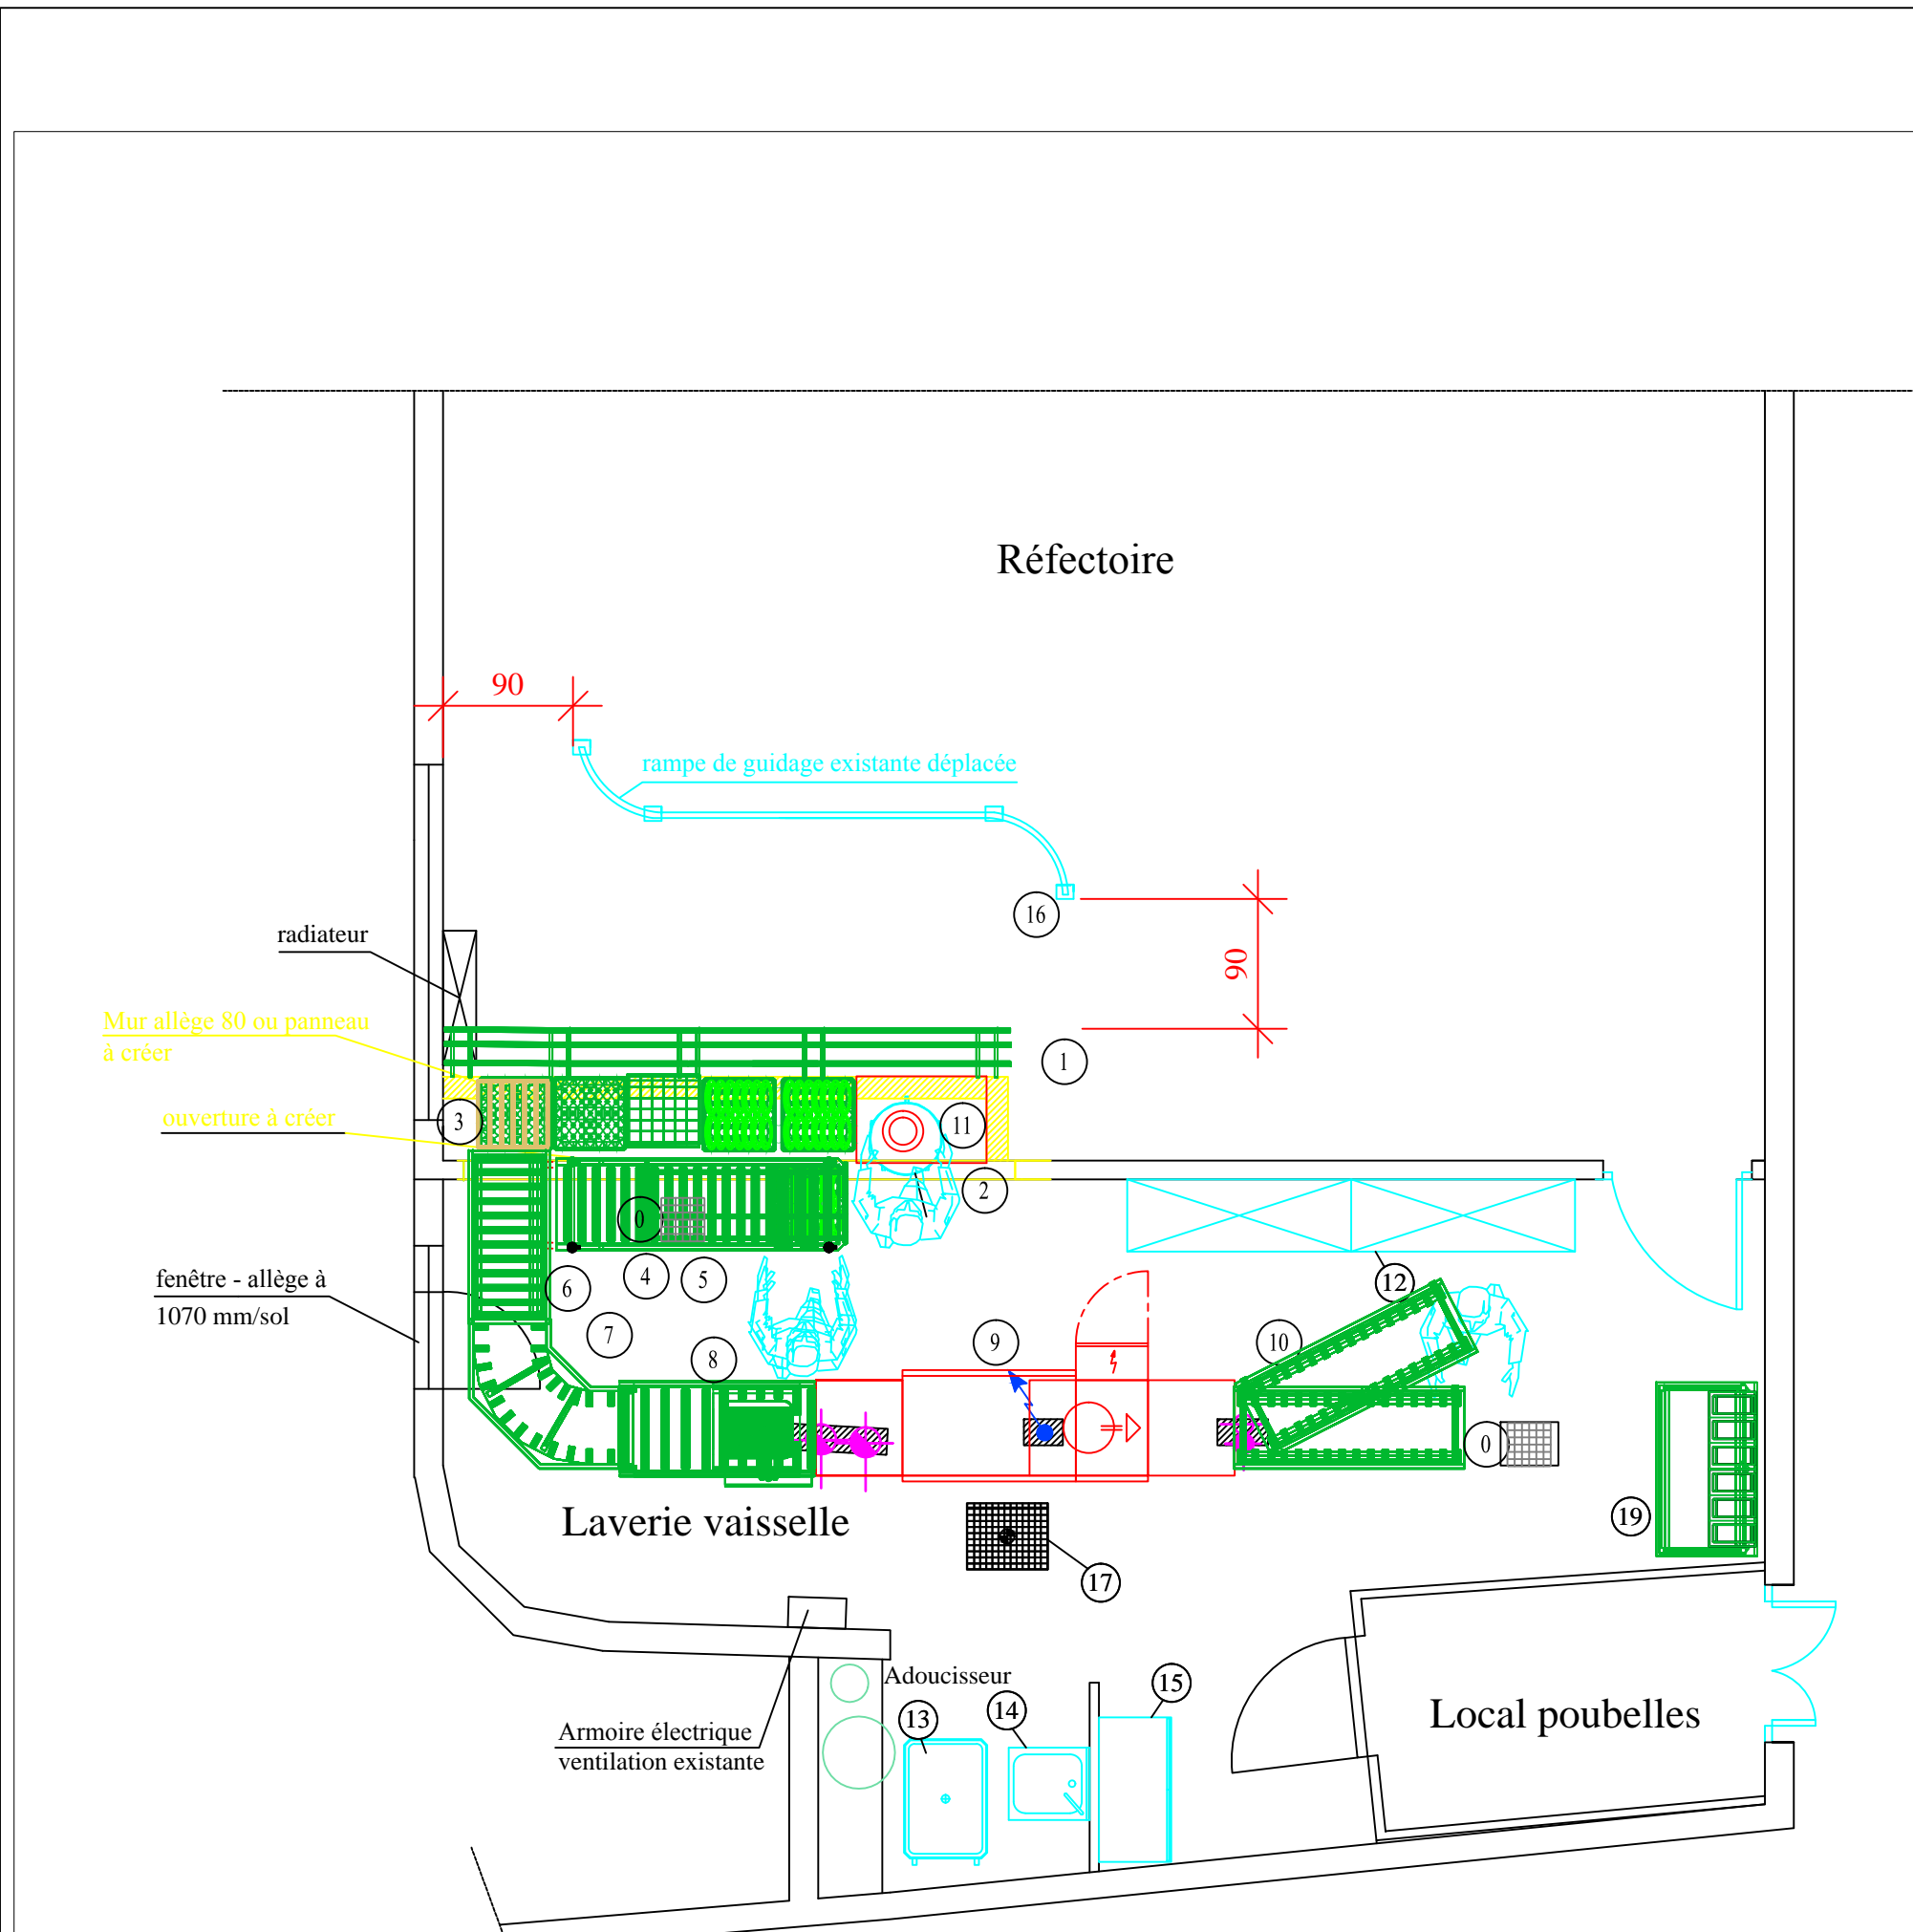 Réfectoire
90
rampe de guidage existante déplacée
16
radiateur
90
Mur allège 80 ou panneau
à créer
1
ouverture à créer
3
11
2
0
fenêtre - allège à
1070 mm/sol
6
4
5
12
7
8
9
10
0
Laverie vaisselle
19
17
Adoucisseur
15
14
13
Local poubelles
Armoire électrique
ventilation existante